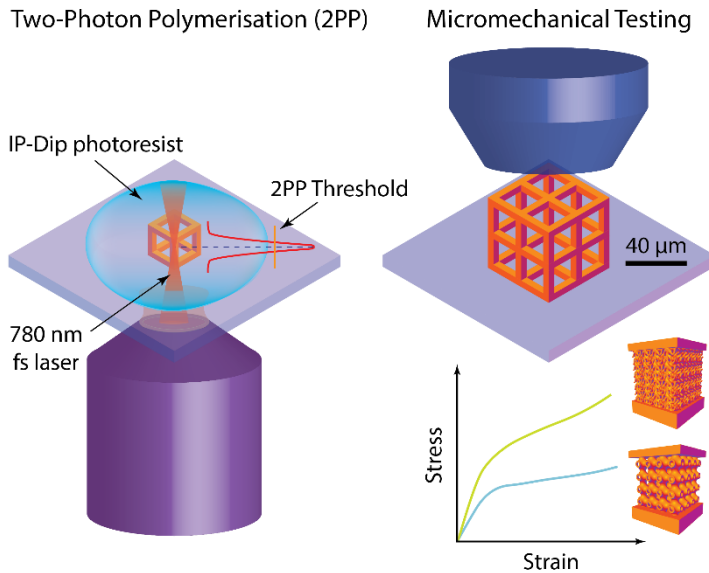 Two-Photon Polymerisation (2PP)
Micromechanical Testing
IP-Dip photoresist
2PP Threshold
40 μm
780 nm
fs laser
Stress
Strain